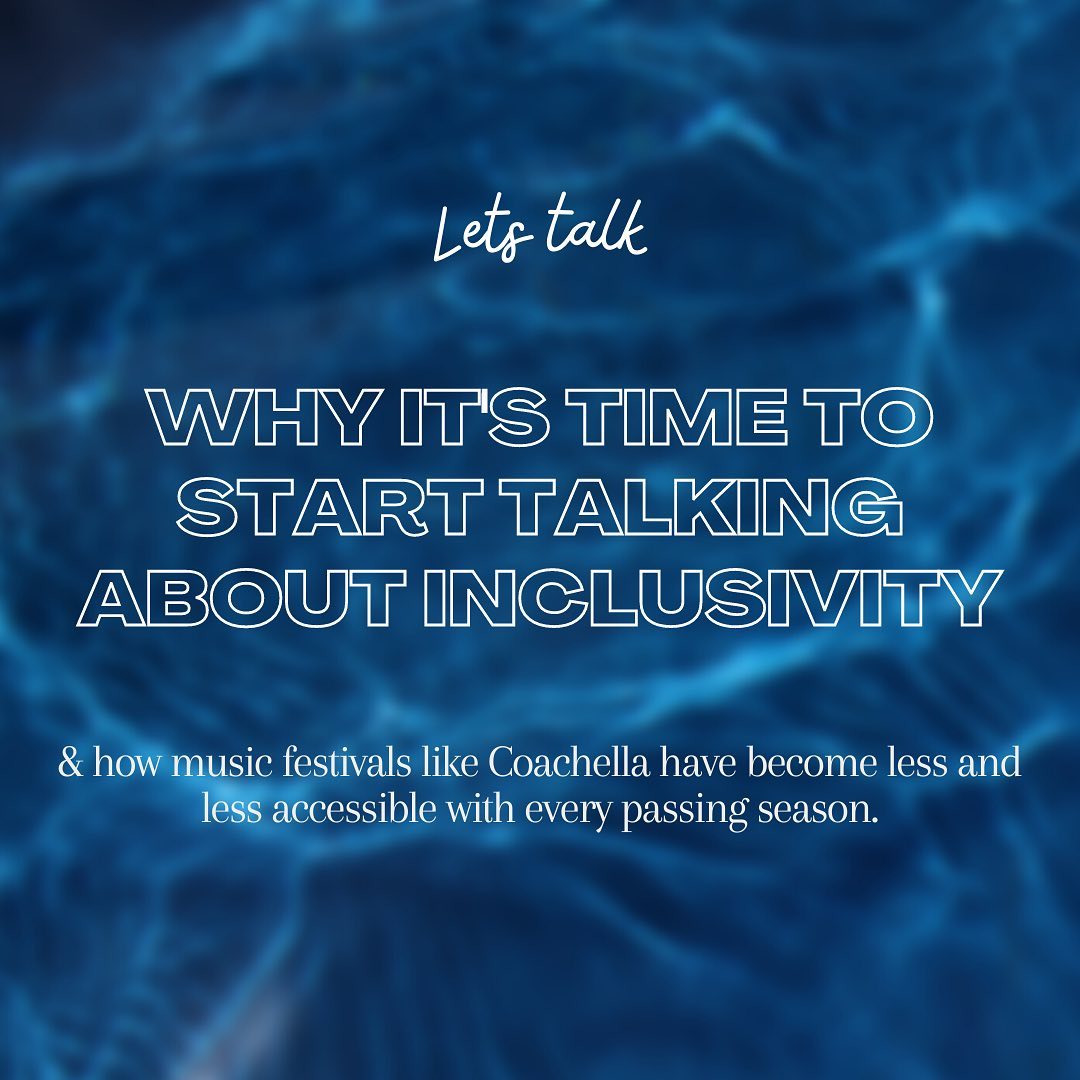 Lets talk
WHY IT'S TIME TO
START TALKING
ABOUT INCLUSIVITY
& how music festivals like Coachella have become less and
less accessible with every passing season.